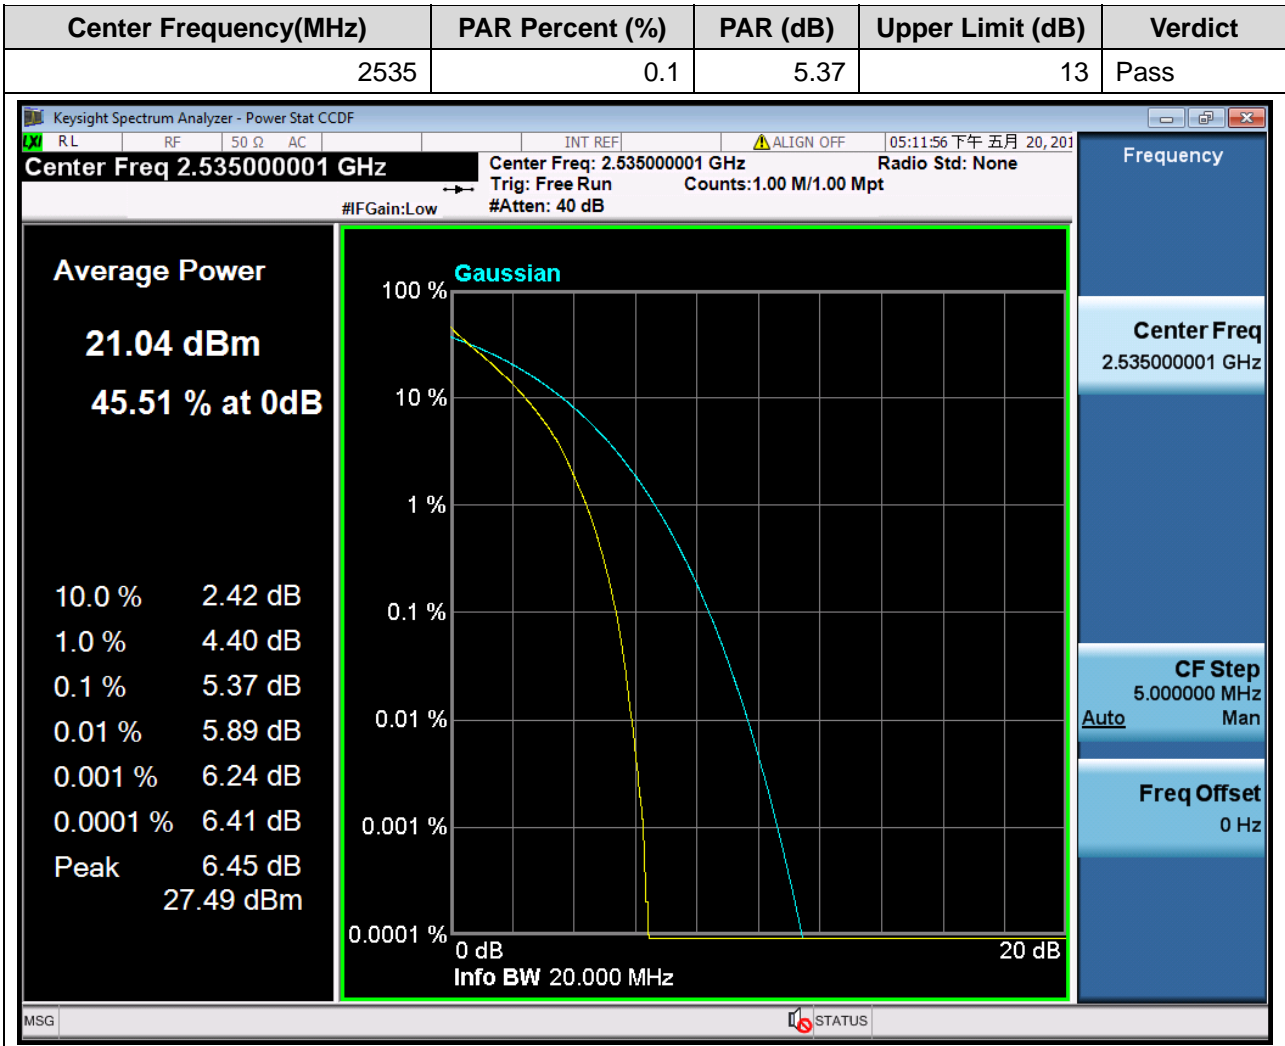 Center Frequency(MHz) PAR Percent (%) PAR (dB) Upper Limit (dB) Verdict
2535 0.1 5.37 13 Pass
Keysight Spectrum Analyzer - Power Stat CCDF
LXI RL RF 50 Ω AC INT REF ALIGN OFF 05:11:56 下午 五月 20, 201
Center Freq 2.535000001 GHz
#IFGain:Low
Center Freq: 2.535000001 GHz Radio Std: None
Trig: Free Run Counts:1.00 M/1.00 Mpt
#Atten: 40 dB
Average Power
21.04 dBm
45.51 % at 0dB
10.0 % 2.42 dB
1.0 % 4.40 dB
0.1 % 5.37 dB
0.01 % 5.89 dB
0.001 % 6.24 dB
0.0001 % 6.41 dB
Peak 6.45 dB
27.49 dBm
Gaussian
100 %
10 %
1 %
0.1 %
0.01 %
0.001 %
0.0001 %
0 dB 20 dB
Info BW 20.000 MHz
Frequency
Center Freq
2.535000001 GHz
CF Step
5.000000 MHz
Auto Man
Freq Offset
0 Hz
MSG STATUS